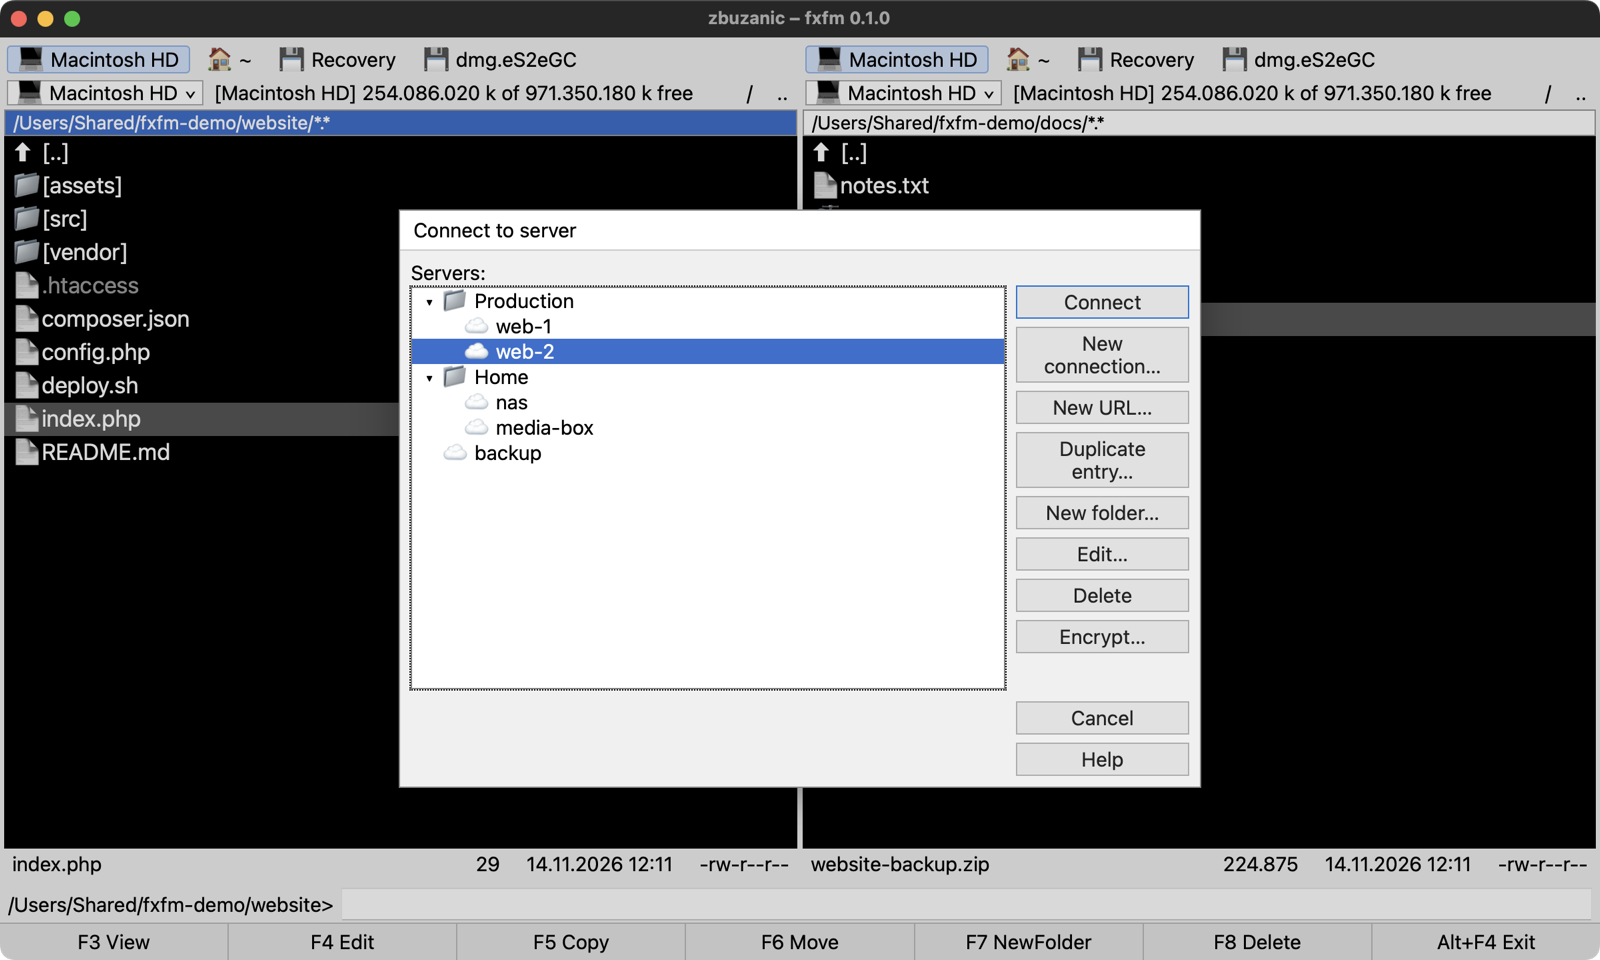 zbuzanic – fxfm 0.1.0
Macintosh HD ~ Recovery dmg.eS2eGC
Macintosh HD ~ Recovery dmg.eS2eGC
Macintosh HD [Macintosh HD] 254.086.020 k of 971.350.180 k free / ..
Macintosh HD [Macintosh HD] 254.086.020 k of 971.350.180 k free / ..
/Users/Shared/fxfm-demo/website/*.*
[..]
[assets]
[src]
[vendor]
.htaccess
composer.json
config.php
deploy.sh
index.php
README.md
/Users/Shared/fxfm-demo/docs/*.*
[..]
notes.txt
Connect to server
Servers:
Production
web-1
web-2
Home
nas
media-box
backup
Connect
New
connection...
New URL...
Duplicate
entry...
New folder...
Edit...
Delete
Encrypt...
Cancel
Help
index.php 29 14.11.2026 12:11 -rw-r--r--
website-backup.zip 224.875 14.11.2026 12:11 -rw-r--r--
/Users/Shared/fxfm-demo/website>
F3 View F4 Edit F5 Copy F6 Move F7 NewFolder F8 Delete Alt+F4 Exit